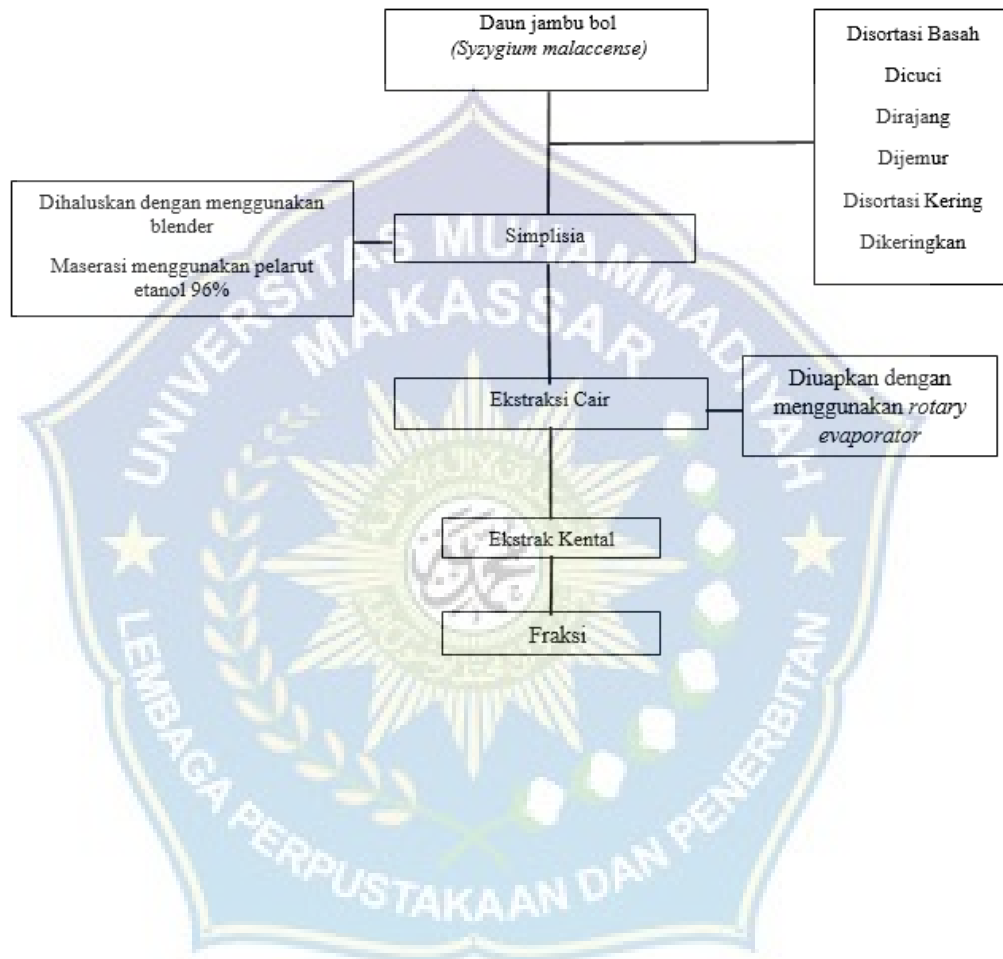 Daun jambu bol
(Syzygium malaccense)
Disortasi Basah
Dicuci
Dirajang
Dijemur
Disortasi Kering
Dikeringkan
Dihaluskan dengan menggunakan
blender
Maserasi menggunakan pelarut
etanol 96%
Simplisia
Ekstraksi Cair
Diuapkan dengan
menggunakan rotary
evaporator
Ekstrak Kental
Fraksi
UNIVERSITAS MUHAMMADIYAH
MAKASSAR
LEMBAGA PERPUSTAKAAN DAN PENERBITAN